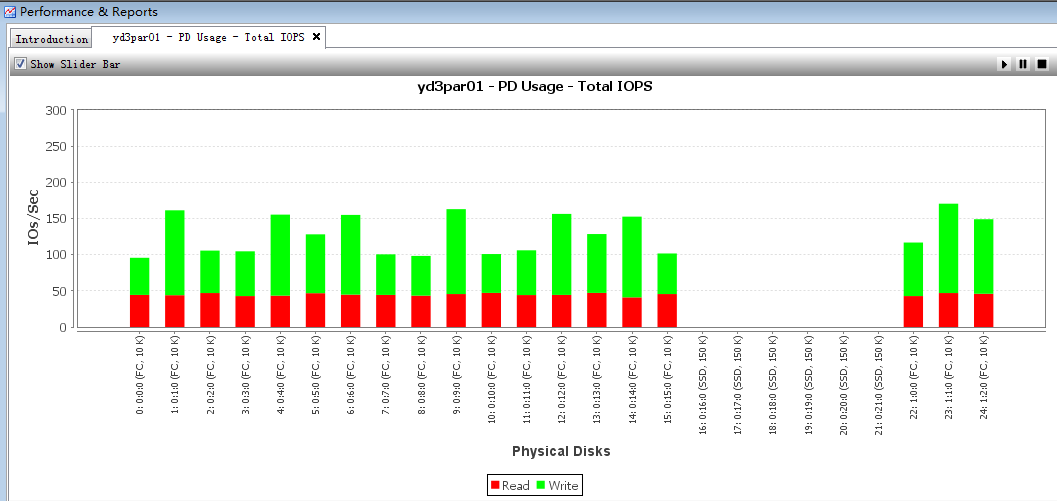 Performance & Reports
Introduction
yd3par01 - PD Usage - Total IOPS
Show Slider Bar
yd3par01 - PD Usage - Total IOPS
300
250
200
150
100
50
0
IOs/Sec
0: 0:0:0 (FC, 10 K)
1: 0:1:0 (FC, 10 K)
2: 0:2:0 (FC, 10 K)
3: 0:3:0 (FC, 10 K)
4: 0:4:0 (FC, 10 K)
5: 0:5:0 (FC, 10 K)
6: 0:6:0 (FC, 10 K)
7: 0:7:0 (FC, 10 K)
8: 0:8:0 (FC, 10 K)
9: 0:9:0 (FC, 10 K)
10: 0:10:0 (FC, 10 K)
11: 0:11:0 (FC, 10 K)
12: 0:12:0 (FC, 10 K)
13: 0:13:0 (FC, 10 K)
14: 0:14:0 (FC, 10 K)
15: 0:15:0 (FC, 10 K)
16: 0:16:0 (SSD, 150 K)
17: 0:17:0 (SSD, 150 K)
18: 0:18:0 (SSD, 150 K)
19: 0:19:0 (SSD, 150 K)
20: 0:20:0 (SSD, 150 K)
21: 0:21:0 (SSD, 150 K)
22: 1:0:0 (FC, 10 K)
23: 1:1:0 (FC, 10 K)
24: 1:2:0 (FC, 10 K)
Physical Disks
Read Write